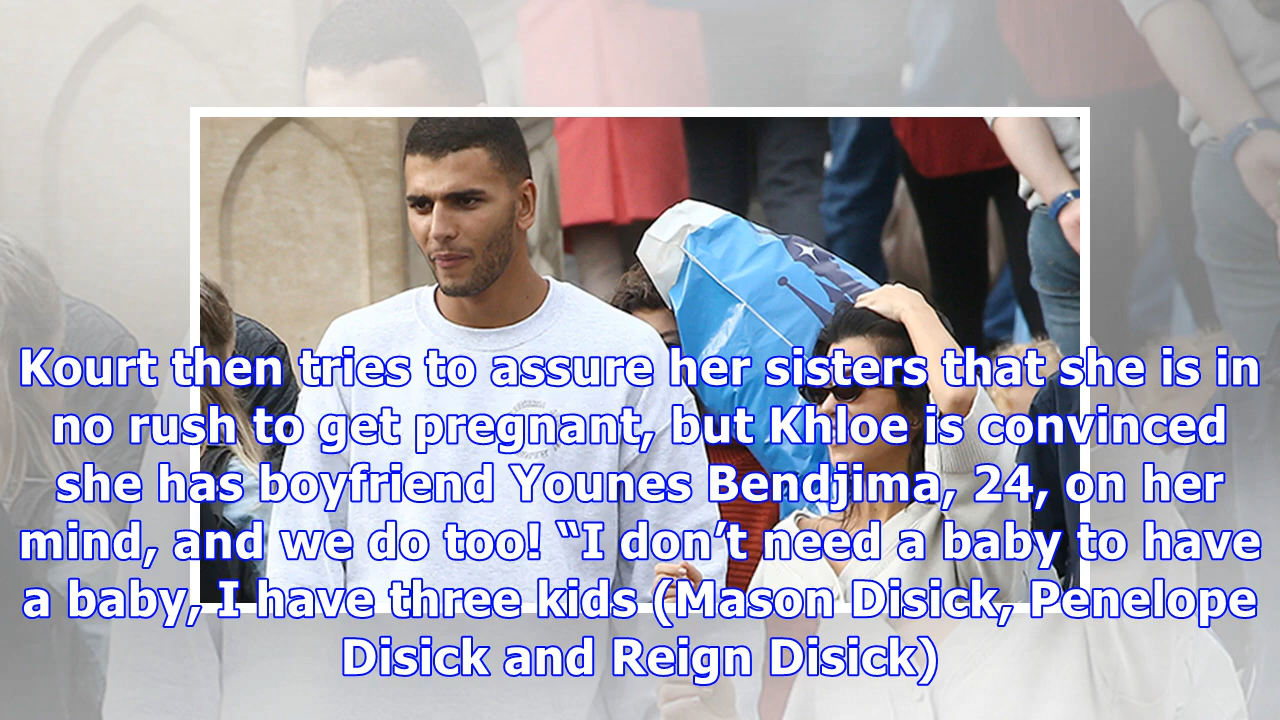 Kourt then tries to assure her sisters that she is in
no rush to get pregnant, but Khloe is convinced
she has boyfriend Younes Bendjima, 24, on her
mind, and we do too! “I don’t need a baby to have
a baby, I have three kids (Mason Disick, Penelope
Disick and Reign Disick)